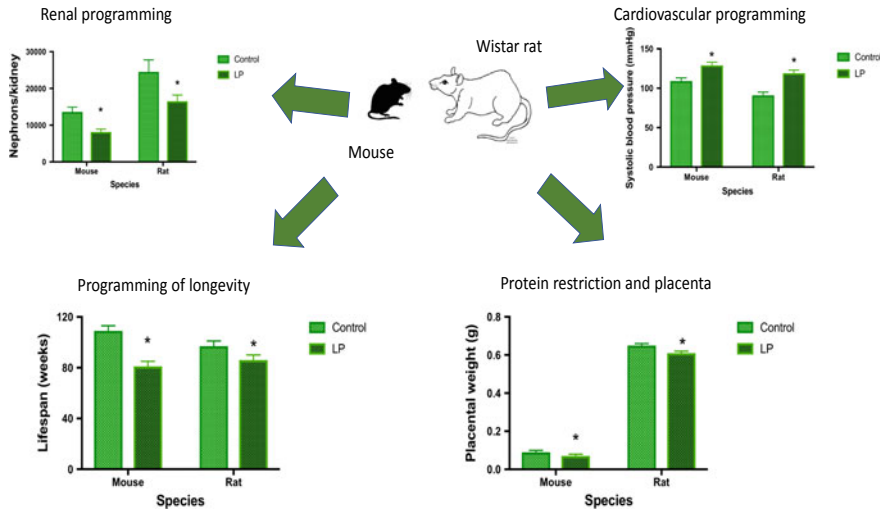 Renal programming
Cardiovascular programming
Wistar rat
Mouse
Nephrons/kidney
30000
20000
10000
0
Mouse
Rat
Species
Control
LP
*
*
Systolic blood pressure (mmHg)
150
100
50
0
Mouse
Rat
Species
Control
LP
*
*
Programming of longevity
Protein restriction and placenta
Lifespan (weeks)
120
80
40
0
Mouse
Rat
Species
Control
LP
*
*
Placental weight (g)
0.8
0.6
0.4
0.2
0.0
Mouse
Rat
Species
Control
LP
*
*